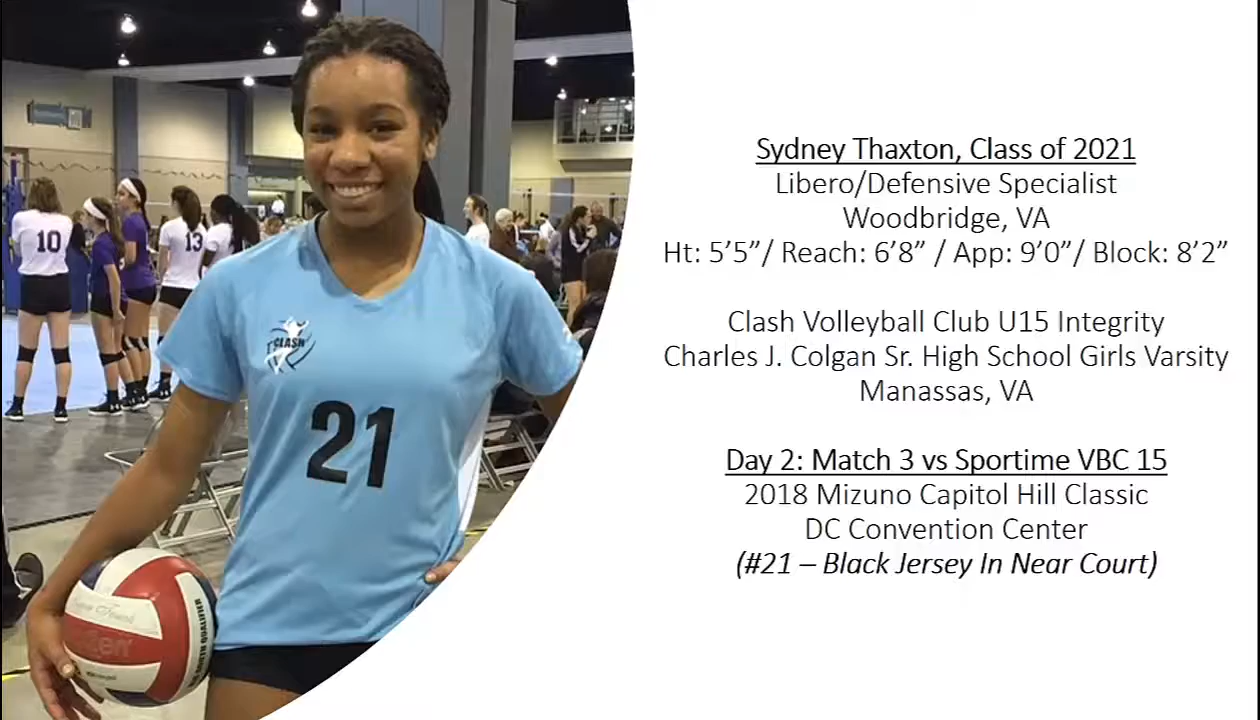 Sydney Thaxton, Class of 2021
Libero/Defensive Specialist
Woodbridge, VA
Ht: 5’5”/ Reach: 6’8” / App: 9’0”/ Block: 8’2”
Clash Volleyball Club U15 Integrity
Charles J. Colgan Sr. High School Girls Varsity
Manassas, VA
Day 2: Match 3 vs Sportime VBC 15
2018 Mizuno Capitol Hill Classic
DC Convention Center
(#21 – Black Jersey In Near Court)
10
13
CLASH
21
QUALIFIER